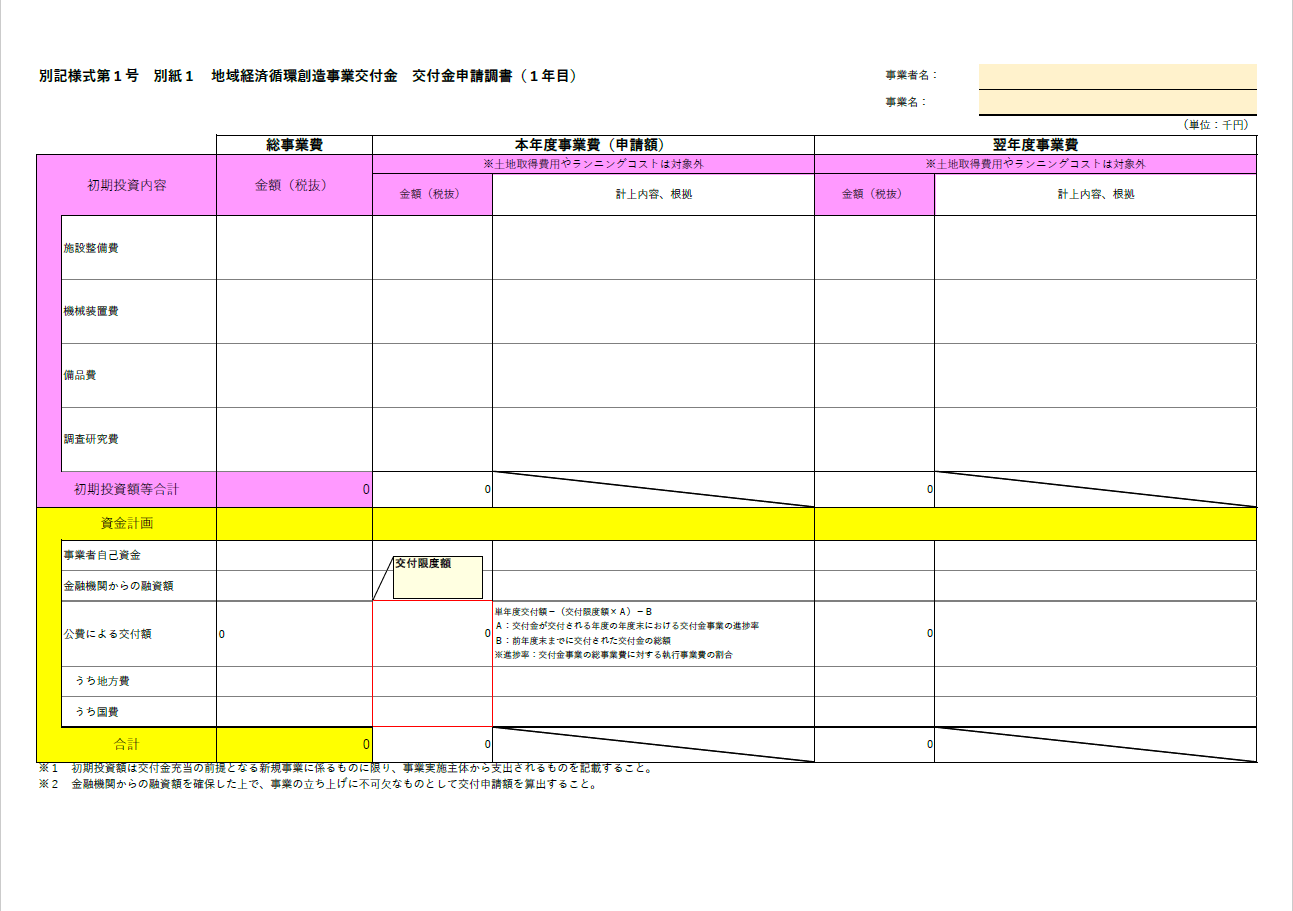 別記様式第１号　別紙１　地域経済循環創造事業交付金　交付金申請調書（１年目）
事業者名：
事業名：
（単位：千円）
総事業費　本年度事業費（申請額）　翌年度事業費
初期投資内容　金額（税抜）　※土地取得費用やランニングコストは対象外　※土地取得費用やランニングコストは対象外
金額（税抜）　計上内容、根拠　金額（税抜）　計上内容、根拠
施設整備費
機械装置費
備品費
調査研究費
初期投資額等合計　0　0　0
資金計画
事業者自己資金
交付限度額
金融機関からの融資額
公費による交付額　0　0　0
単年度交付額－（交付限度額×Ａ）－Ｂ
Ａ：交付金が交付される年度の年度末における交付金事業の進捗率
Ｂ：前年度末までに交付された交付金の総額
※進捗率：交付金事業の総事業費に対する執行事業費の割合
うち地方費
うち国費
合計　0　0　0
※１　初期投資額は交付金充当の前提となる新規事業に係るものに限り、事業実施主体から支出されるものを記載すること。
※２　金融機関からの融資額を確保した上で、事業の立ち上げに不可欠なものとして交付申請額を算出すること。